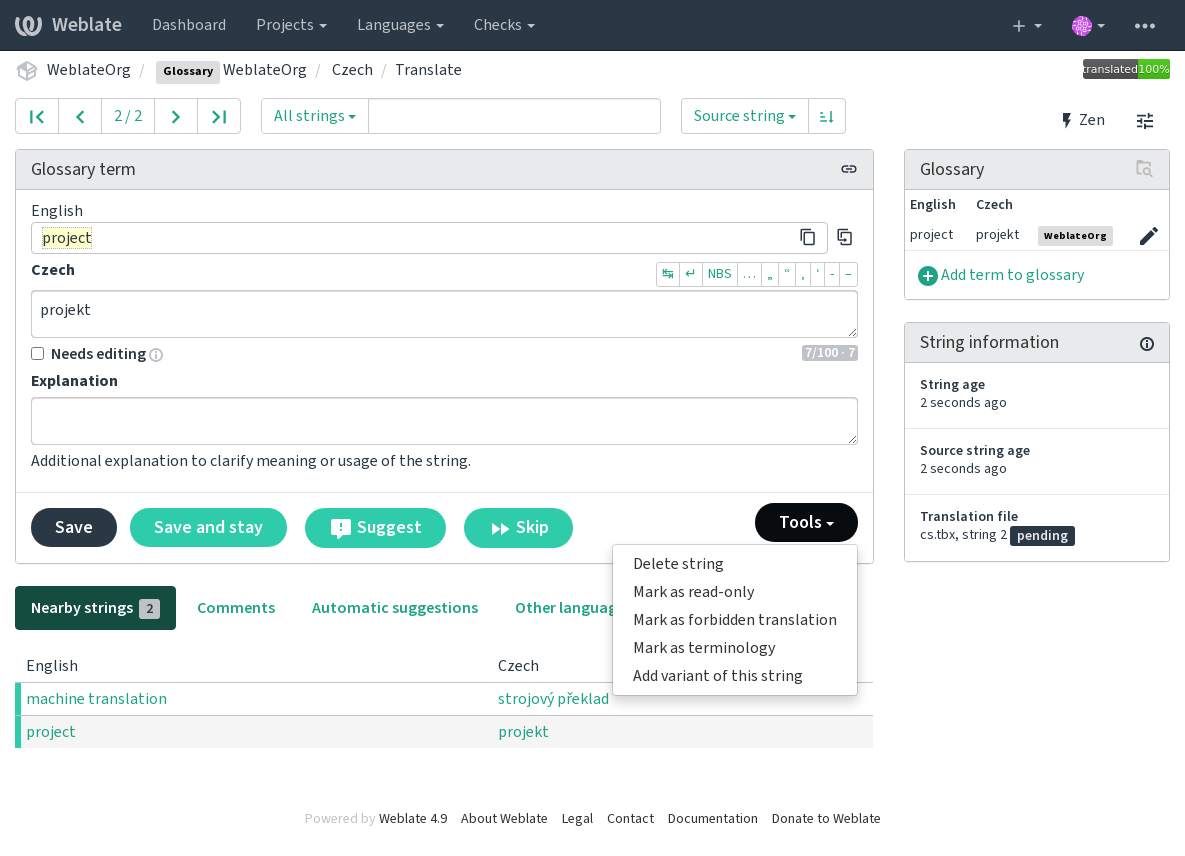 Weblate Dashboard Projects Languages Checks
WeblateOrg / Glossary WeblateOrg / Czech / Translate translated 100%
2 / 2 All strings Source string Zen
Glossary term
English
project
Czech
NBS … „ “ ‚ ‘ - –
projekt
Needs editing 7/100 · 7
Explanation
Additional explanation to clarify meaning or usage of the string.
Save Save and stay Suggest Skip Tools
Delete string
Mark as read-only
Mark as forbidden translation
Mark as terminology
Add variant of this string
Nearby strings 2 Comments Automatic suggestions Other languag
English Czech
machine translation strojový překlad
project projekt
Glossary
English Czech
project projekt WeblateOrg
Add term to glossary
String information
String age
2 seconds ago
Source string age
2 seconds ago
Translation file
cs.tbx, string 2 pending
Powered by Weblate 4.9 About Weblate Legal Contact Documentation Donate to Weblate